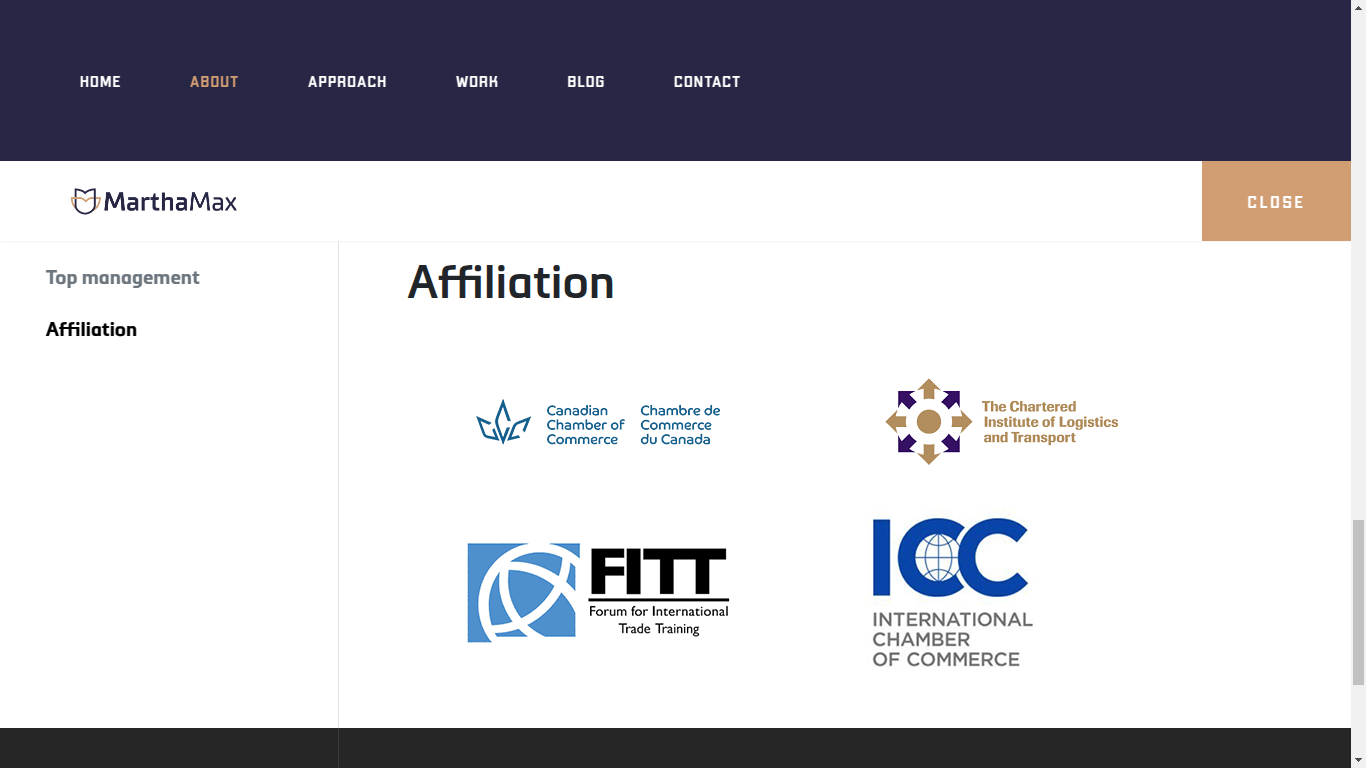 HOME ABOUT APPROACH WORK BLOG CONTACT
MarthaMax
CLOSE
Top management
Affiliation
Affiliation
Canadian
Chamber of
Commerce
Chambre de
Commerce
du Canada
The Chartered
Institute of Logistics
and Transport
FITT
Forum for International
Trade Training
ICC
INTERNATIONAL
CHAMBER
OF COMMERCE